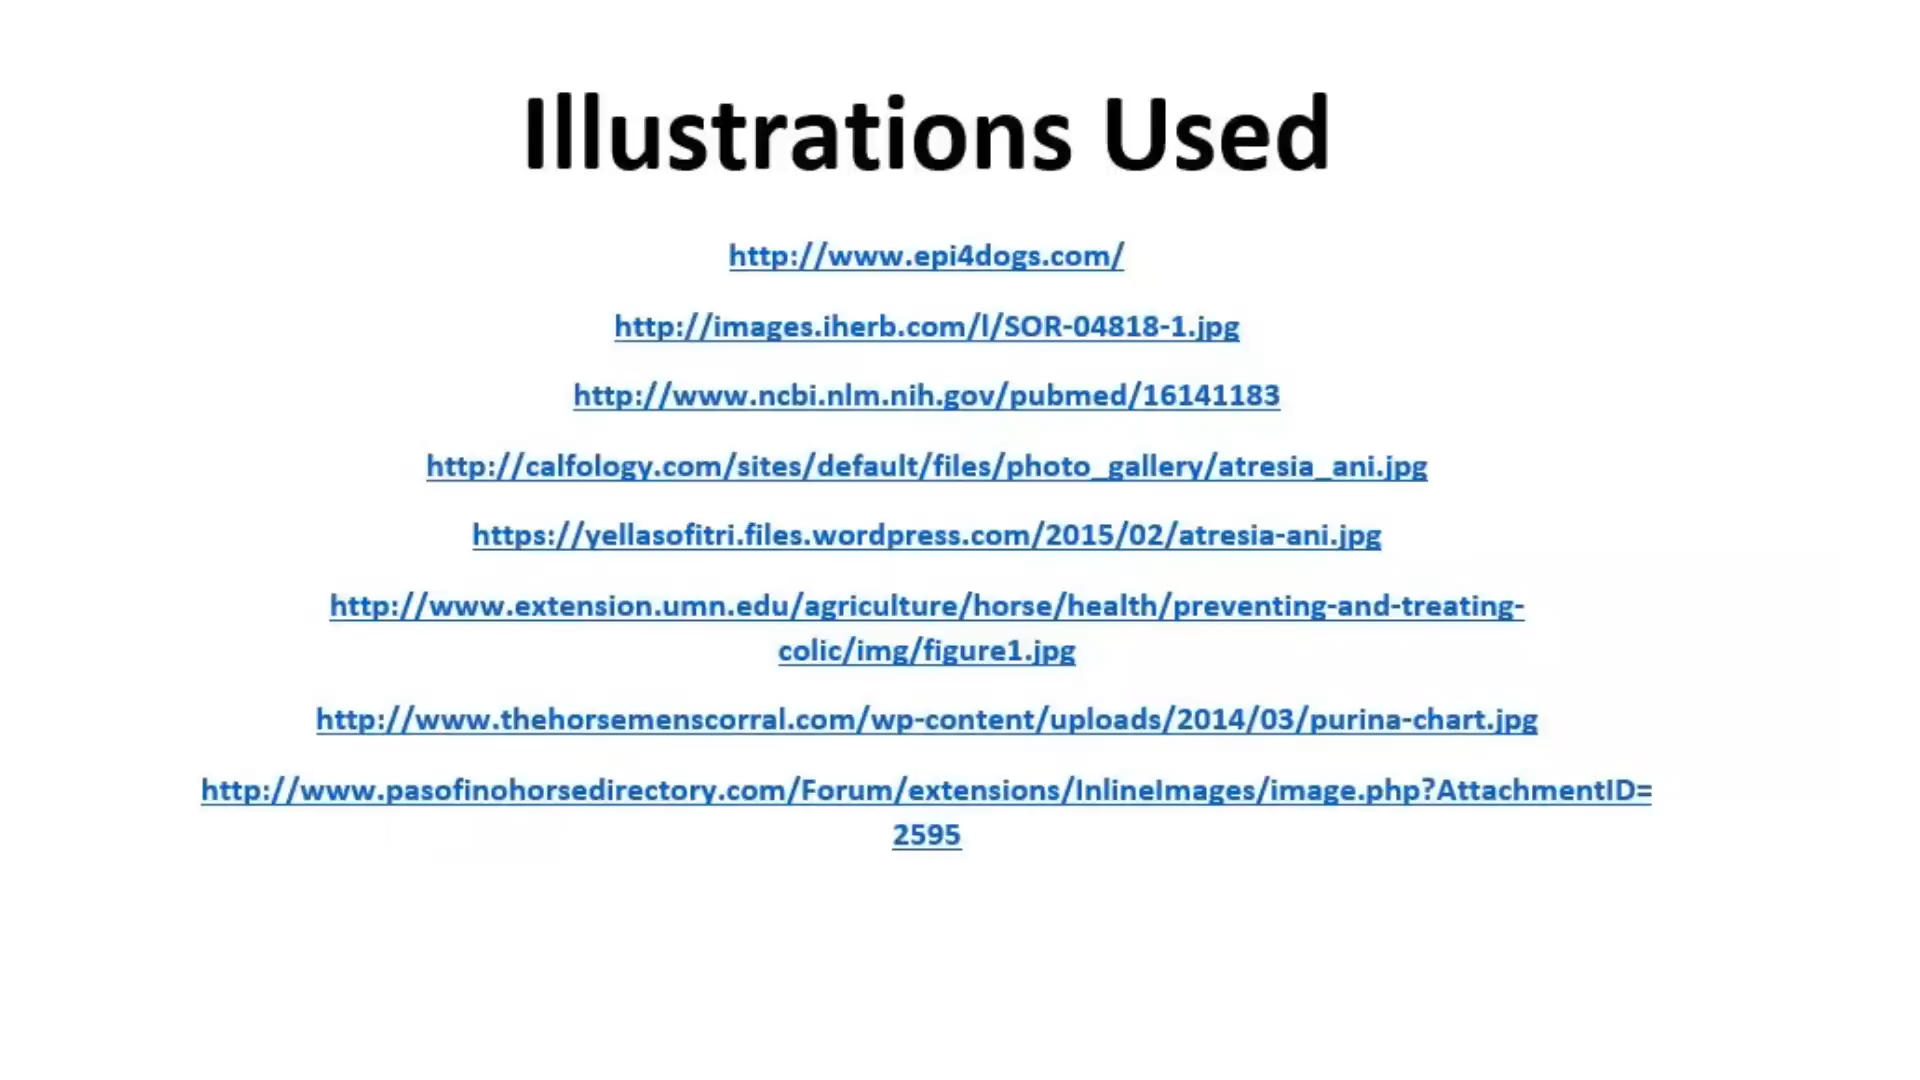 Illustrations Used
http://www.epi4dogs.com/
http://images.iherb.com/l/SOR-04818-1.jpg
http://www.ncbi.nlm.nih.gov/pubmed/16141183
http://calfology.com/sites/default/files/photo_gallery/atresia_ani.jpg
https://yellasofitri.files.wordpress.com/2015/02/atresia-ani.jpg
http://www.extension.umn.edu/agriculture/horse/health/preventing-and-treating-
colic/img/figure1.jpg
http://www.thehorsemenscorral.com/wp-content/uploads/2014/03/purina-chart.jpg
http://www.pasofinohorsedirectory.com/Forum/extensions/InlineImages/image.php?AttachmentID=
2595